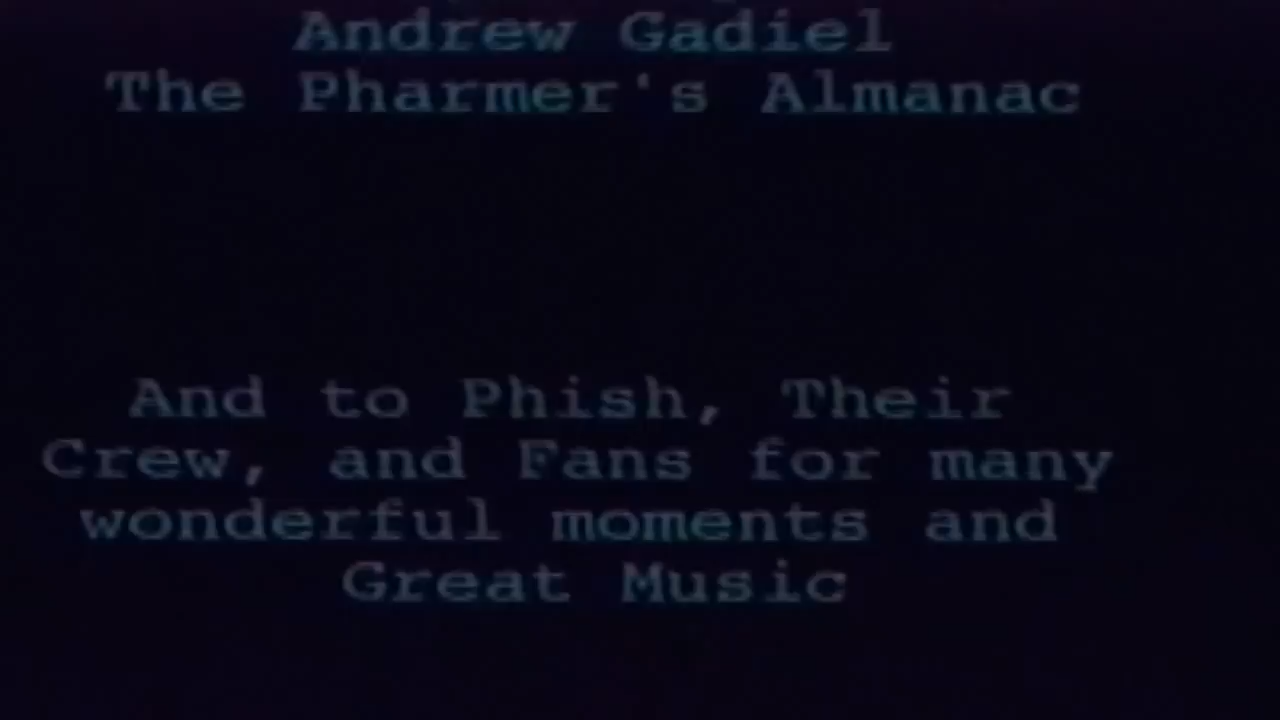 Andrew Gadiel
The Pharmer's Almanac
And to Phish, Their
Crew, and Fans for many
wonderful moments and
Great Music